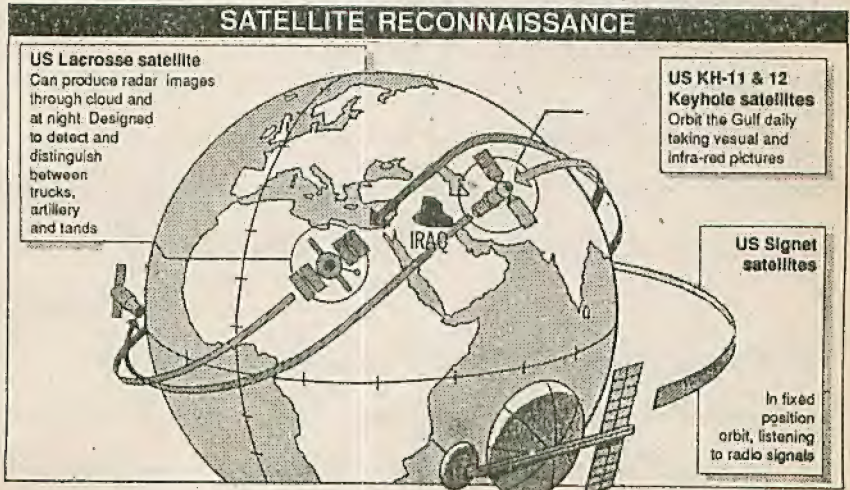 SATELLITE RECONNAISSANCE
US Lacrosse satellite
Can produce radar images
through cloud and
at night Designed
to detect and
distinguish
between
trucks,
artillery
and tands
US KH-11 & 12
Keyhole satellites
Orbit the Gulf daily
taking vesual and
infra-red pictures
IRAQ
US Signet
satellites
In fixed
position
orbit, listening
to radio signals